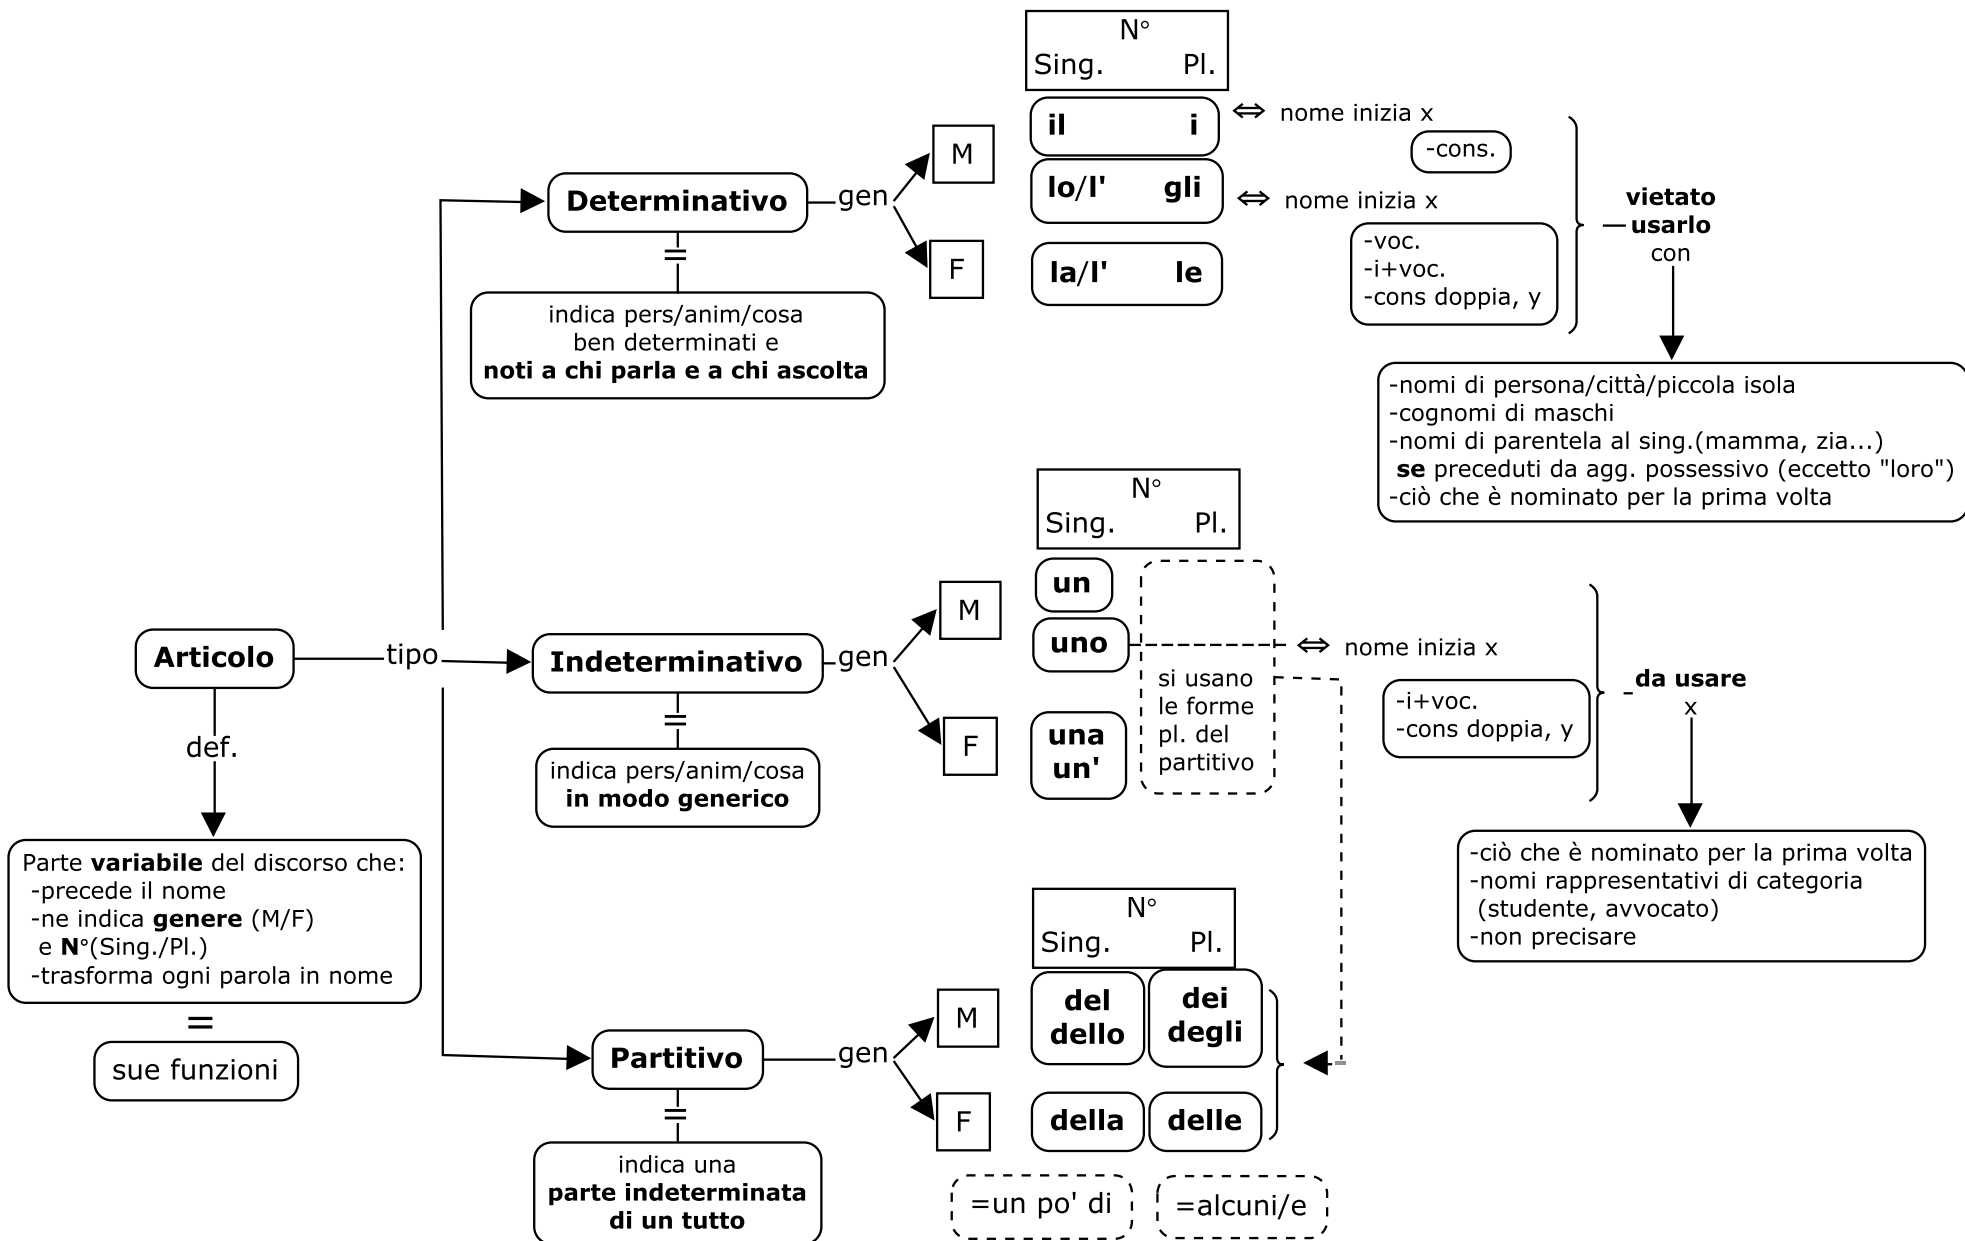 Articolo
tipo
def.
Parte variabile del discorso che:
-precede il nome
-ne indica genere (M/F)
e N°(Sing./Pl.)
-trasforma ogni parola in nome
=
sue funzioni
Determinativo
gen
=
indica pers/anim/cosa
ben determinati e
noti a chi parla e a chi ascolta
M
F
N°
Sing. Pl.
il i
lo/l' gli
la/l' le
⇔ nome inizia x
-cons.
⇔ nome inizia x
-voc.
-i+voc.
-cons doppia, y
vietato
usarlo
con
-nomi di persona/città/piccola isola
-cognomi di maschi
-nomi di parentela al sing.(mamma, zia...)
se preceduti da agg. possessivo (eccetto "loro")
-ciò che è nominato per la prima volta
Indeterminativo
gen
=
indica pers/anim/cosa
in modo generico
M
F
N°
Sing. Pl.
un
uno
una
un'
si usano
le forme
pl. del
partitivo
⇔ nome inizia x
-i+voc.
-cons doppia, y
da usare
x
-ciò che è nominato per la prima volta
-nomi rappresentativi di categoria
(studente, avvocato)
-non precisare
Partitivo
gen
=
indica una
parte indeterminata
di un tutto
M
F
N°
Sing. Pl.
del
dello
dei
degli
della
delle
=un po' di
=alcuni/e